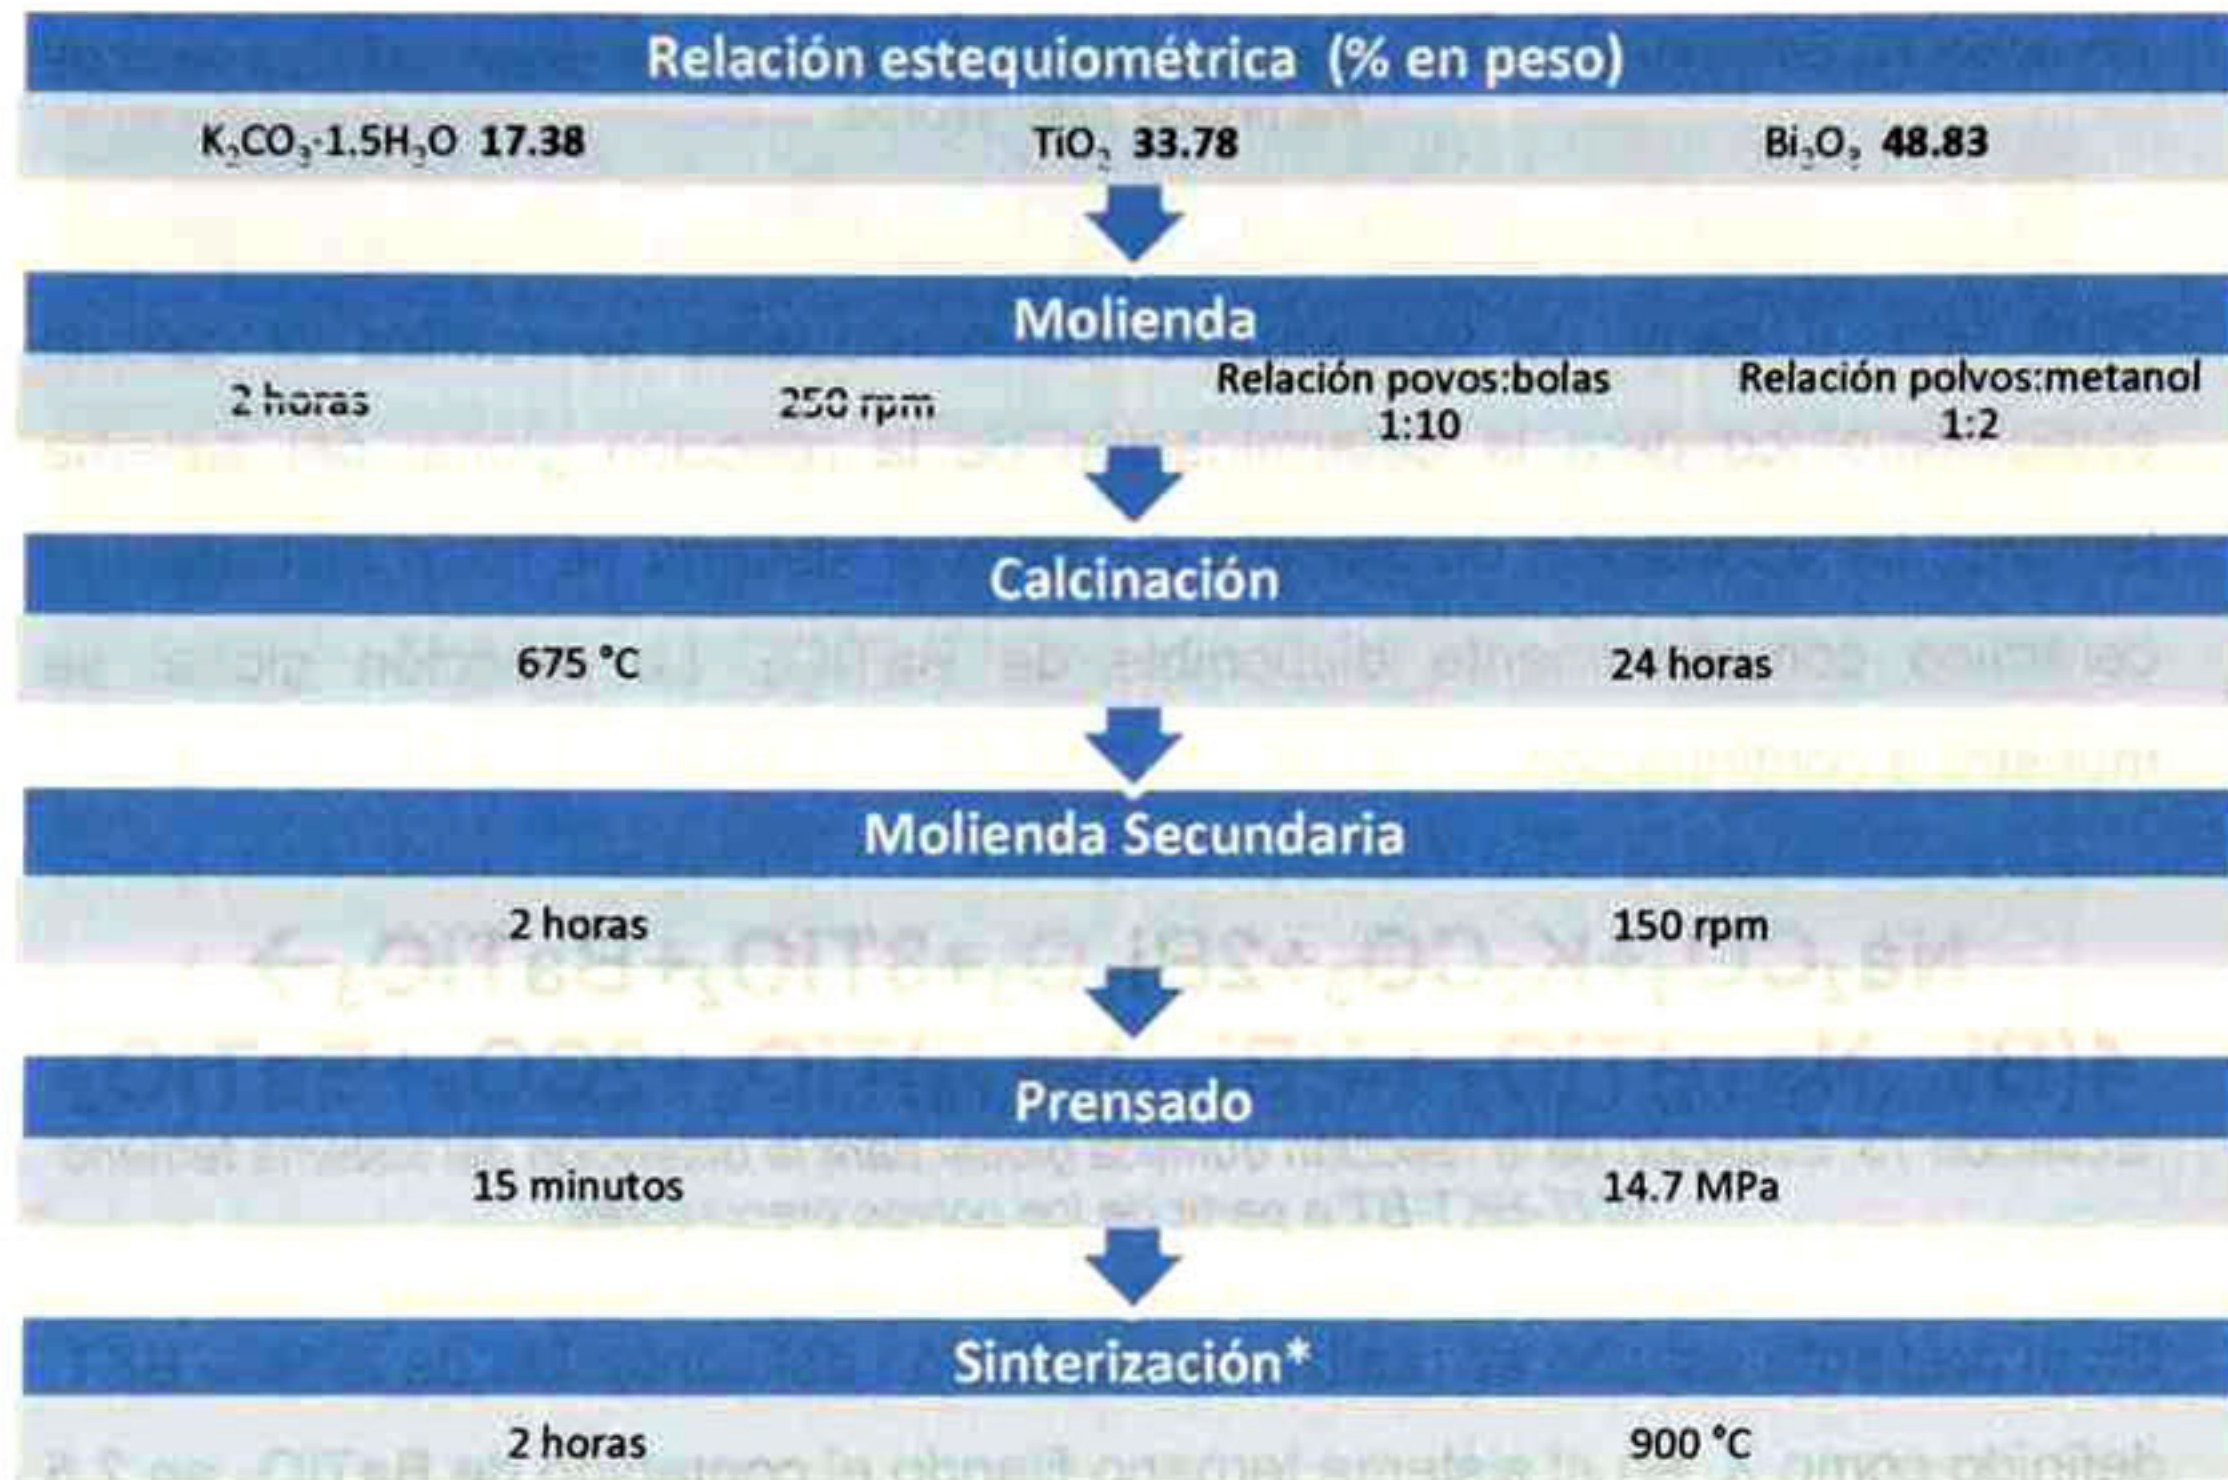 Relación estequiométrica (% en peso)
K₂CO₃·1.5H₂O 17.38 TiO₂ 33.78 Bi₂O₃ 48.83
Molienda
2 horas 250 rpm Relación povos:bolas 1:10 Relación polvos:metanol 1:2
Calcinación
675 °C 24 horas
Molienda Secundaria
2 horas 150 rpm
Prensado
15 minutos 14.7 MPa
Sinterización*
2 horas 900 °C